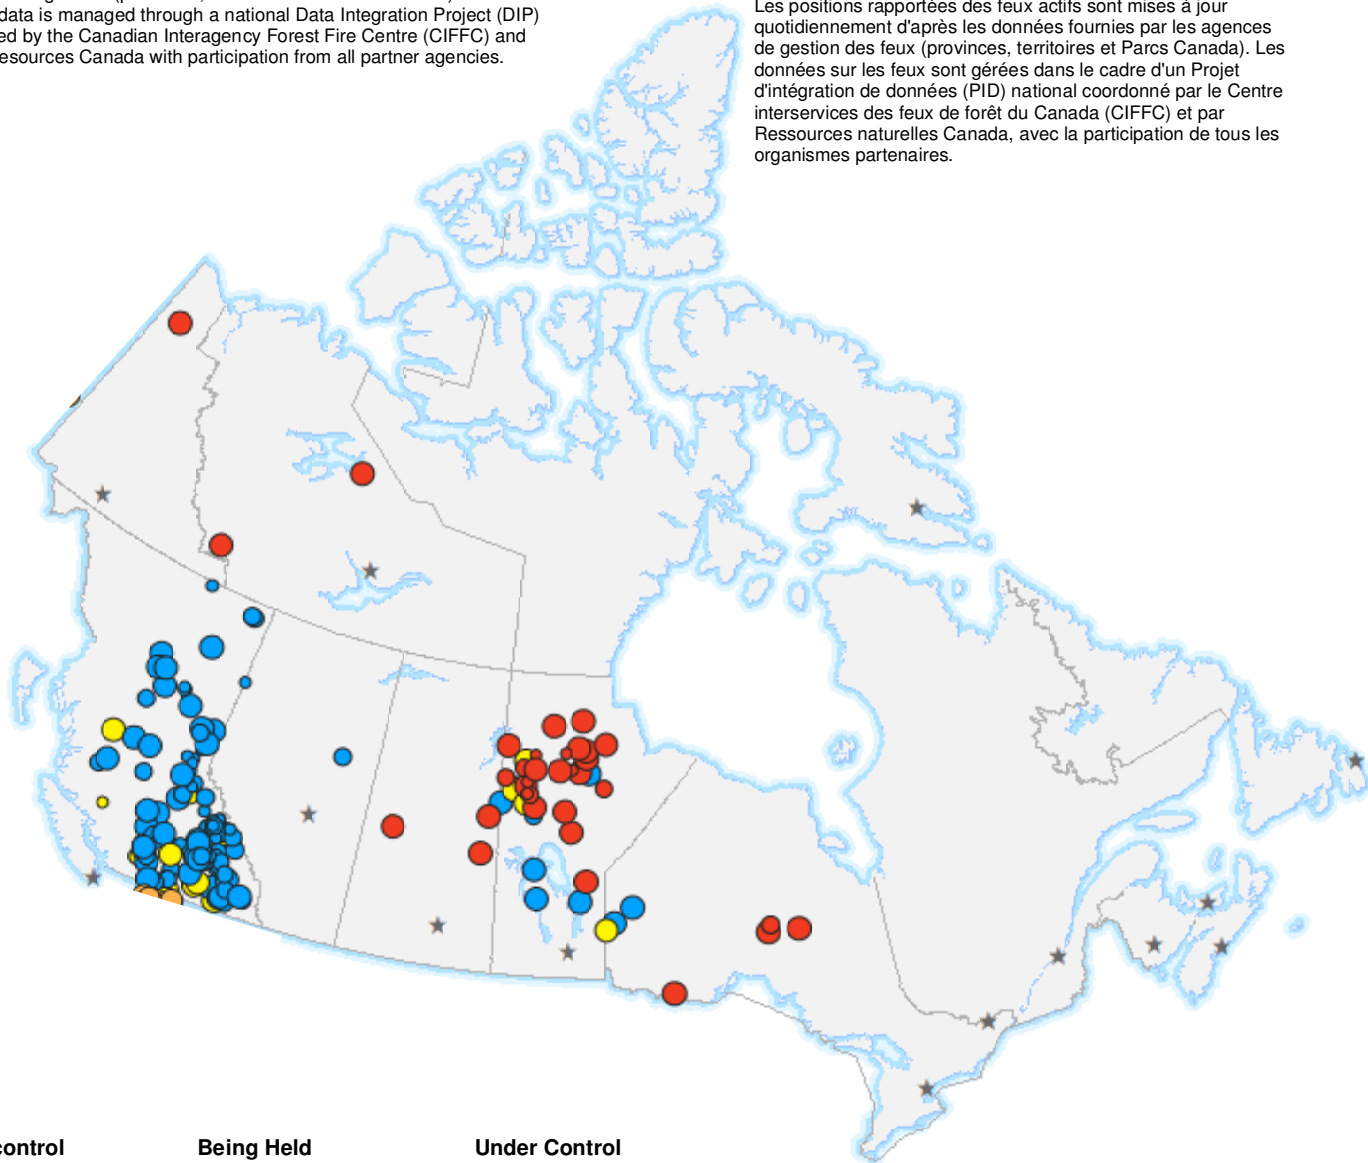 data is managed through a national Data Integration Project (DIP)
ed by the Canadian Interagency Forest Fire Centre (CIFFC) and
esources Canada with participation from all partner agencies.
Les positions rapportées des feux actifs sont mises à jour
quotidiennement d'après les données fournies par les agences
de gestion des feux (provinces, territoires et Parcs Canada). Les
données sur les feux sont gérées dans le cadre d'un Projet
d'intégration de données (PID) national coordonné par le Centre
interservices des feux de forêt du Canada (CIFFC) et par
Ressources naturelles Canada, avec la participation de tous les
organismes partenaires.
control
Being Held
Under Control